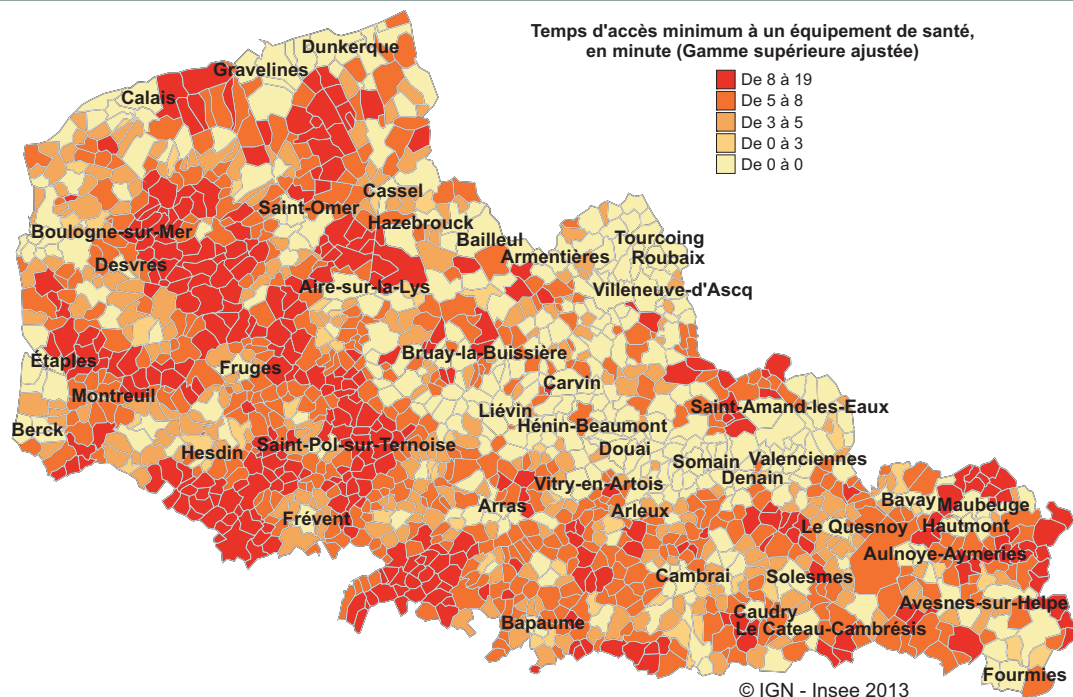 Temps d'accès minimum à un équipement de santé,
en minute (Gamme supérieure ajustée)
De 8 à 19
De 5 à 8
De 3 à 5
De 0 à 3
De 0 à 0
Dunkerque
Gravelines
Calais
Cassel
Saint-Omer
Hazebrouck
Boulogne-sur-Mer
Bailleul
Tourcoing
Armentières
Roubaix
Desvres
Aire-sur-la-Lys
Villeneuve-d'Ascq
Bruay-la-Buissière
Étaples
Fruges
Carvin
Montreuil
Liévin
Saint-Amand-les-Eaux
Hénin-Beaumont
Berck
Saint-Pol-sur-Ternoise
Douai
Hesdin
Somain
Valenciennes
Denain
Vitry-en-Artois
Bavay
Maubeuge
Arras
Arleux
Frévent
Le Quesnoy
Hautmont
Aulnoye-Aymeries
Cambrai
Solesmes
Avesnes-sur-Helpe
Caudry
Bapaume
Le Cateau-Cambrésis
Fourmies
© IGN - Insee 2013